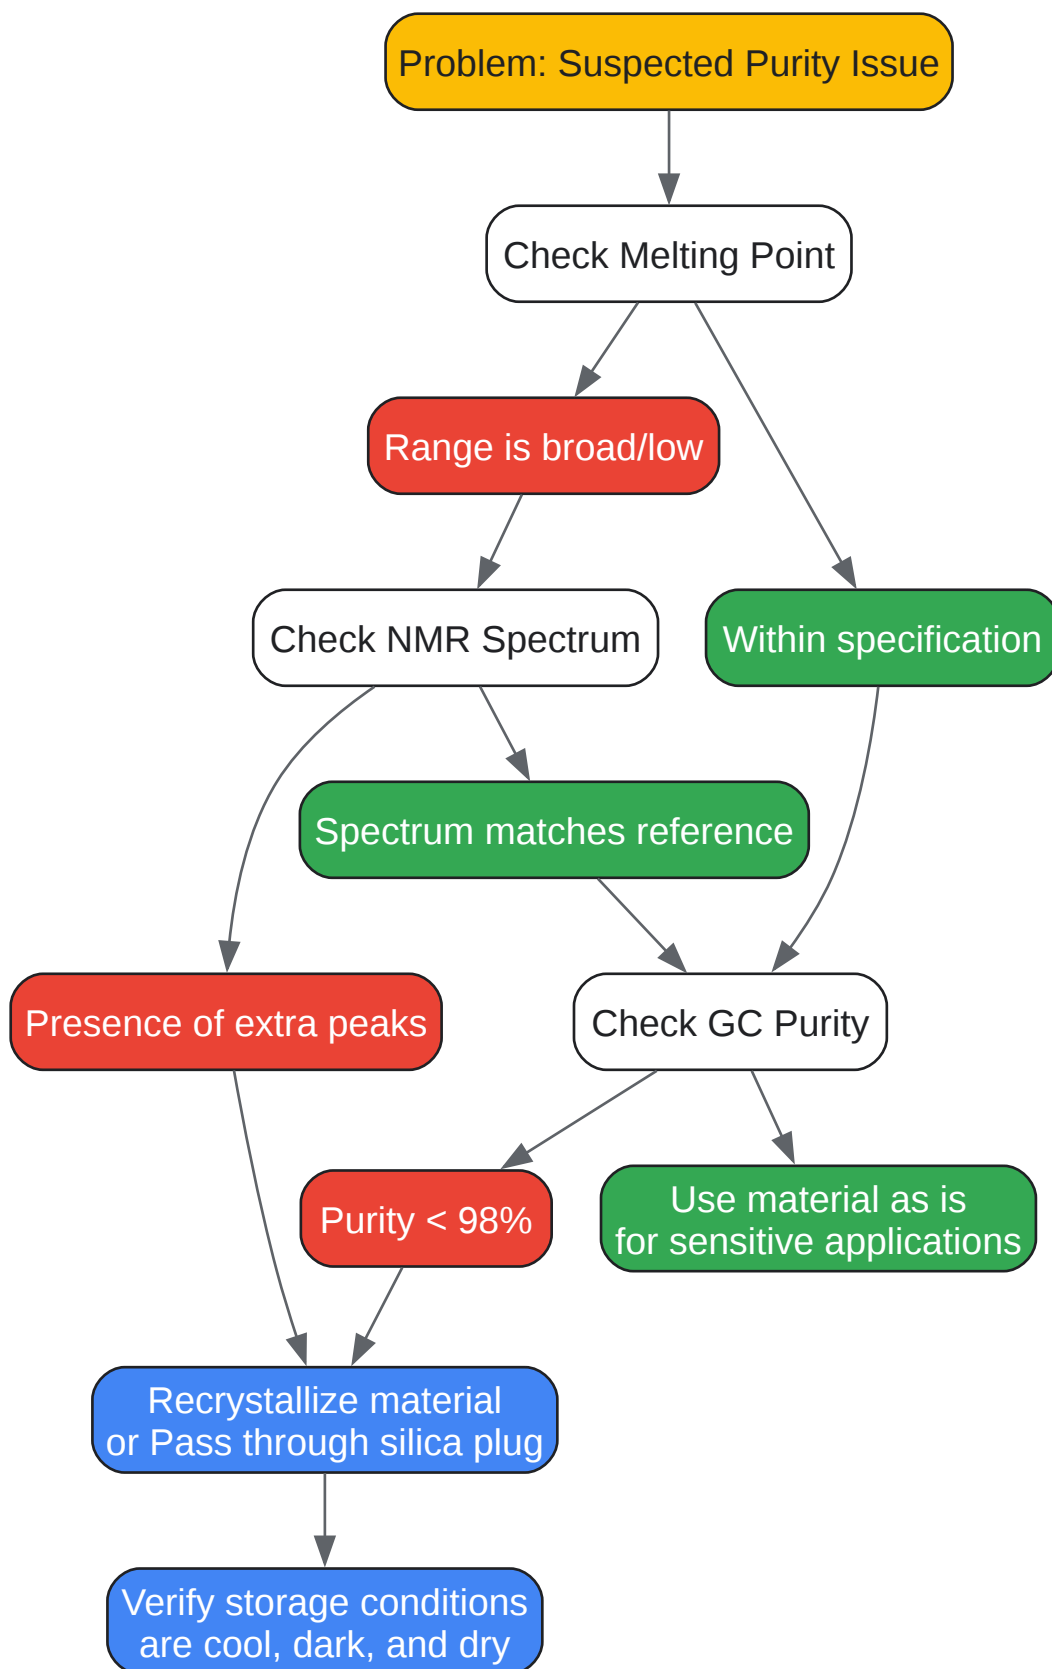 Problem: Suspected Purity Issue
Check Melting Point
Range is broad/low
Check NMR Spectrum
Within specification
Spectrum matches reference
Presence of extra peaks
Check GC Purity
Purity < 98%
Use material as is
for sensitive applications
Recrystallize material
or Pass through silica plug
Verify storage conditions
are cool, dark, and dry